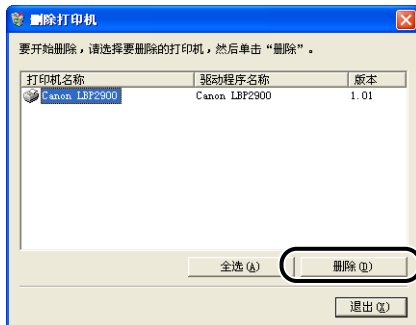 删除打印机
要开始删除，请选择要删除的打印机，然后单击“删除”。
打印机名称 驱动程序名称 版本
Canon LBP2900 Canon LBP2900 1.01
全选(A) 删除(D)
退出(X)